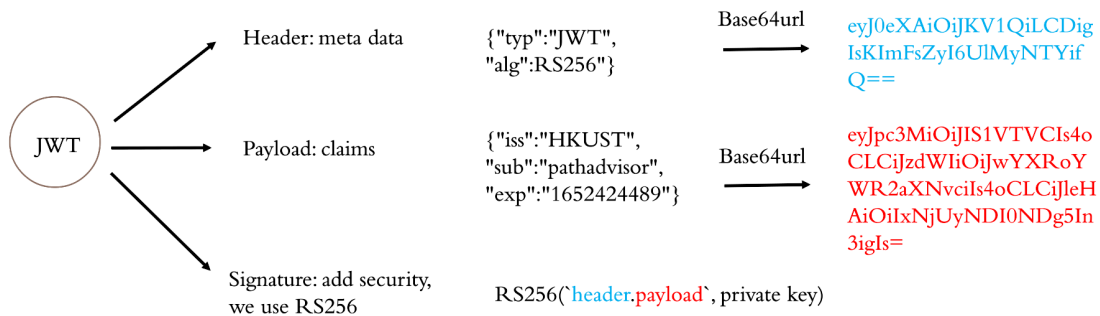 JWT
Header: meta data
{"typ":"JWT",
"alg":RS256"}
Base64url
eyJ0eXAiOiJKV1QiLCDig
IsKImFsZyI6UlMyNTYif
Q==
Payload: claims
{"iss":"HKUST",
"sub":"pathadvisor",
"exp":"1652424489"}
Base64url
eyJpc3MiOiJIS1VTVCIs4o
CLCiJzdWIiOiJwYXRoY
WR2aXNvciIs4oCLCiJleH
AiOiIxNjUyNDI0NDg5In
3igIs=
Signature: add security,
we use RS256
RS256(`header.payload`, private key)